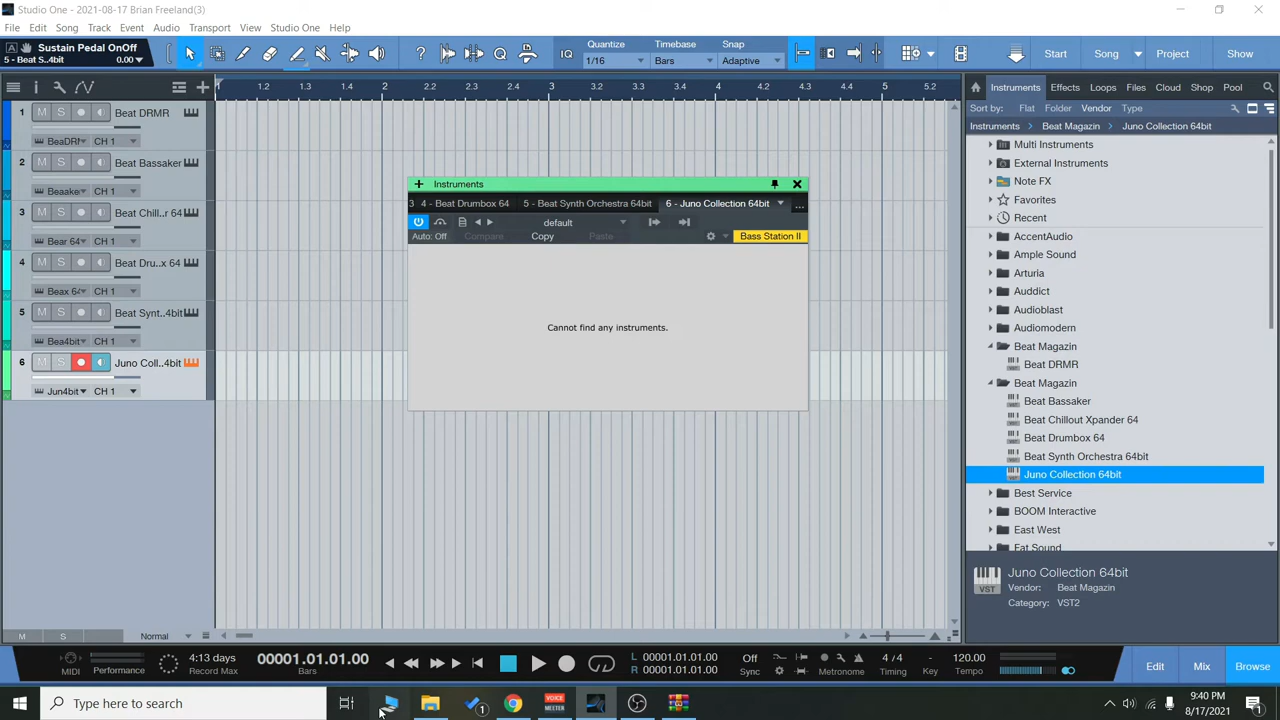 Studio One - 2021-08-17 Brian Freeland(3)
File Edit Song Track Event Audio Transport View Studio One Help
Sustain Pedal OnOff
5 - Beat S..4bit 0.00
IQ
Quantize
1/16
Timebase
Bars
Snap
Adaptive
Start
Song
Project
Show
1 1.2 1.3 1.4 2 2.2 2.3 2.4 3 3.2 3.3 3.4 4 4.2 4.3 5 5.2
1 M S Beat DRMR
BeaDR CH 1
2 M S Beat Bassaker
Beaake CH 1
3 M S Beat Chill..r 64
Bear 64 CH 1
4 M S Beat Dru..x 64
Beax 64 CH 1
5 M S Beat Synt..4bit
Bea4bit CH 1
6 M S Juno Coll..4bit
Jun4bit CH 1
Instruments
3 4 - Beat Drumbox 64 5 - Beat Synth Orchestra 64bit 6 - Juno Collection 64bit ...
default
Auto: Off Compare Copy Paste Bass Station II
Cannot find any instruments.
Instruments Effects Loops Files Cloud Shop Pool
Sort by: Flat Folder Vendor Type
Instruments Beat Magazin Juno Collection 64bit
Multi Instruments
External Instruments
Note FX
Favorites
Recent
AccentAudio
Ample Sound
Arturia
Auddict
Audioblast
Audiomodern
Beat Magazin
Beat DRMR
Beat Magazin
Beat Bassaker
Beat Chillout Xpander 64
Beat Drumbox 64
Beat Synth Orchestra 64bit
Juno Collection 64bit
Best Service
BOOM Interactive
East West
Fat Sound
Juno Collection 64bit
Vendor: Beat Magazin
Category: VST2
M S Normal
MIDI
Performance
4:13 days
Record Max
00001.01.01.00
Bars
L 00001.01.01.00
R 00001.01.01.00
Off
Sync
Metronome
4 / 4
Timing
-
Key
120.00
Tempo
Edit
Mix
Browse
Type here to search
1
VOICE
MEETER
9:40 PM
8/17/2021
1